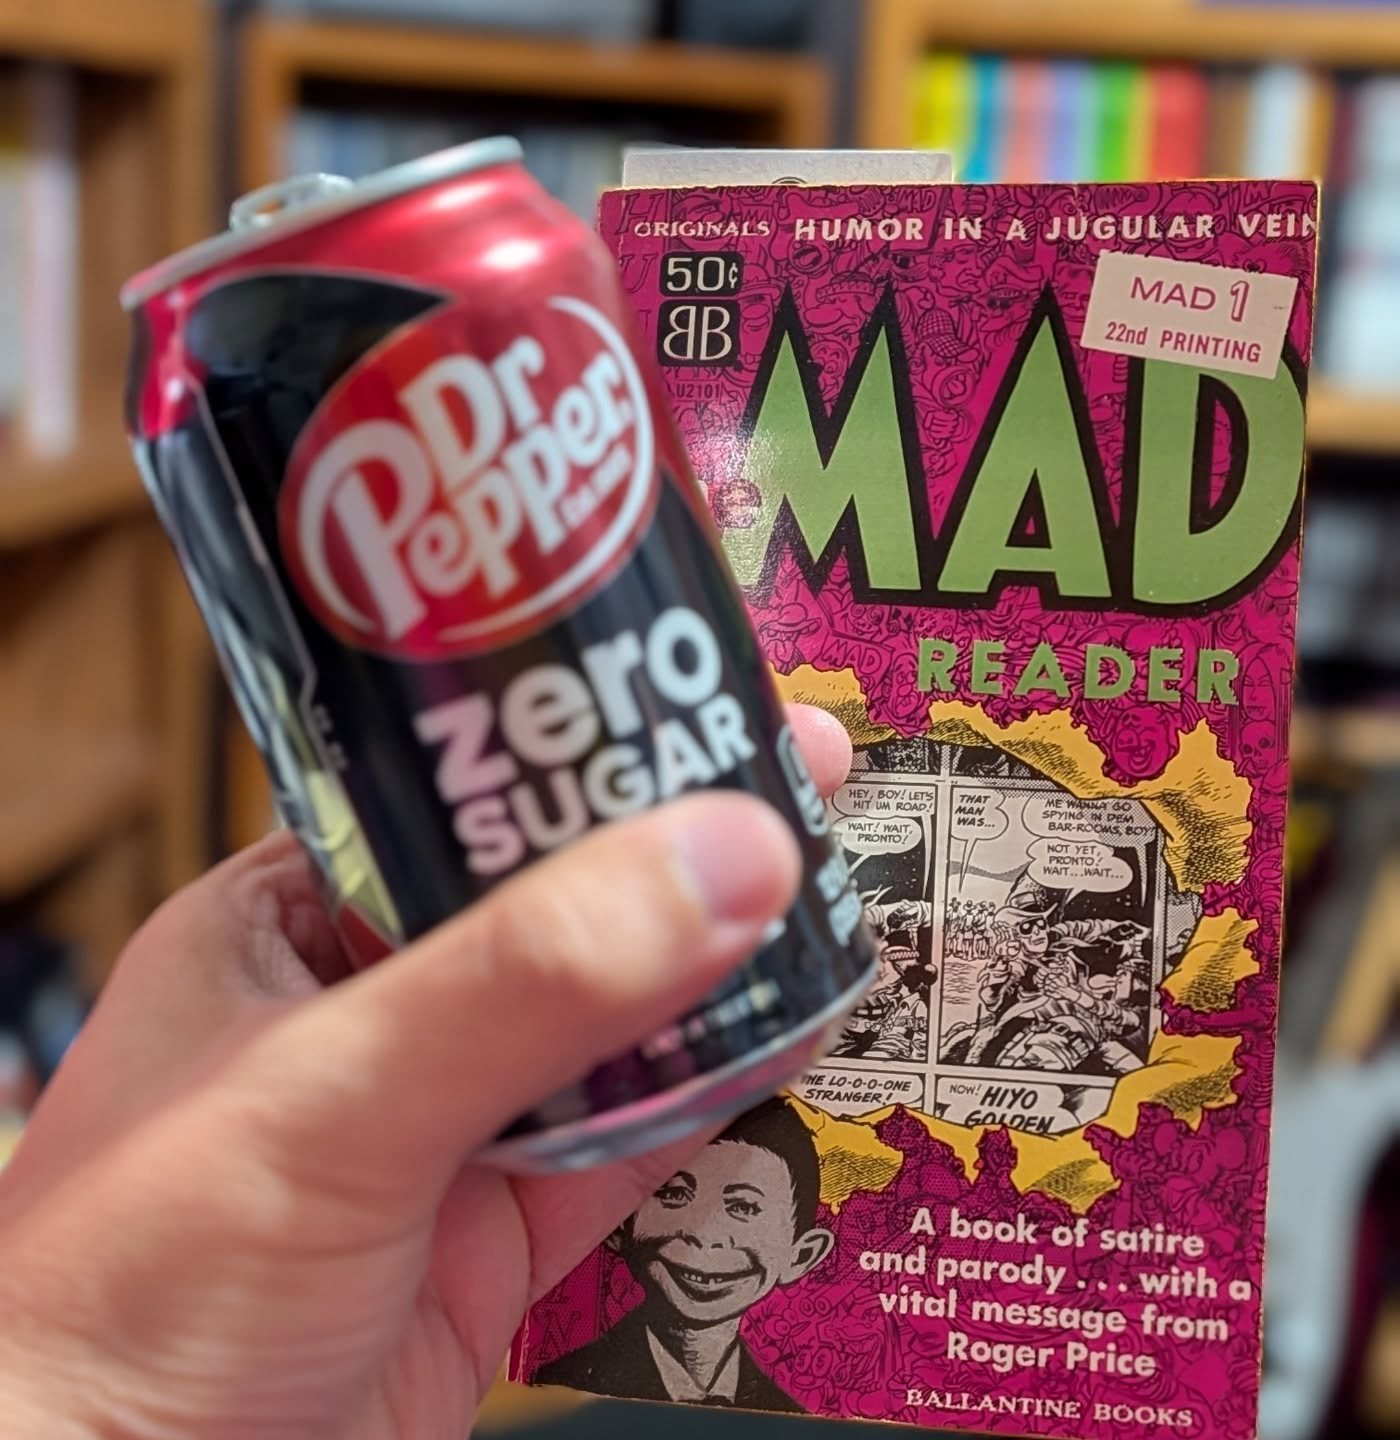 Dr
Pepper
EST. 1885
zero
SUGAR
ORIGINALS HUMOR IN A JUGULAR VEIN
50¢
BB
U2101
MAD 1
22nd PRINTING
MAD
READER
HEY, BOY! LET'S
HIT UM ROAD!
WAIT! WAIT,
PRONTO!
THAT
MAN
WAS...
ME WANNA GO
SPYING IN DEM
BAR-ROOMS, BOY!
NOT YET,
PRONTO!
WAIT...WAIT...
THE LO-O-O-ONE
STRANGER!
NOW! HIYO
GOLDEN
A book of satire
and parody . . . with a
vital message from
Roger Price
BALLANTINE BOOKS